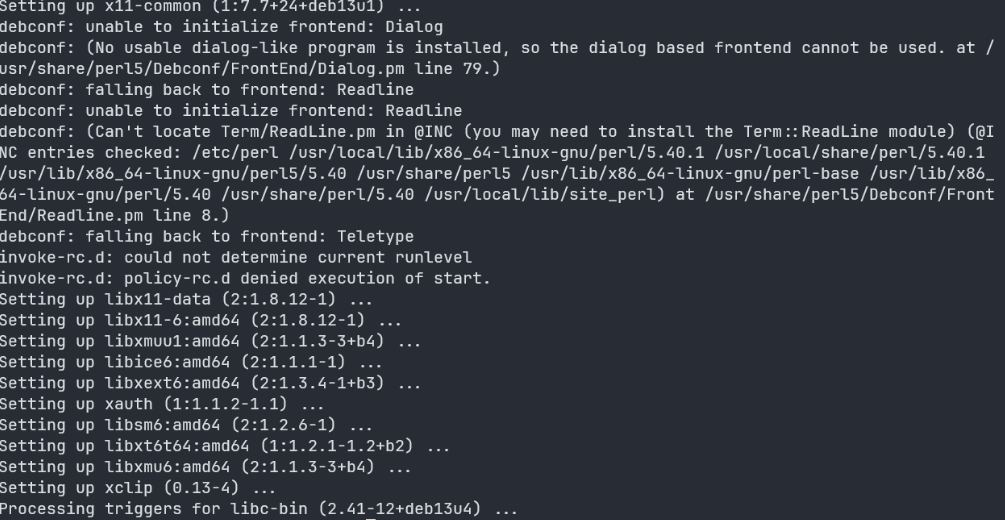 Setting up x11-common (1:7.7+24+deb13u1) ...
debconf: unable to initialize frontend: Dialog
debconf: (No usable dialog-like program is installed, so the dialog based frontend cannot be used. at /
usr/share/perl5/Debconf/FrontEnd/Dialog.pm line 79.)
debconf: falling back to frontend: Readline
debconf: unable to initialize frontend: Readline
debconf: (Can't locate Term/ReadLine.pm in @INC (you may need to install the Term::ReadLine module) (@I
NC entries checked: /etc/perl /usr/local/lib/x86_64-linux-gnu/perl/5.40.1 /usr/local/share/perl/5.40.1
/usr/lib/x86_64-linux-gnu/perl5/5.40 /usr/share/perl5 /usr/lib/x86_64-linux-gnu/perl-base /usr/lib/x86_
64-linux-gnu/perl/5.40 /usr/share/perl/5.40 /usr/local/lib/site_perl) at /usr/share/perl5/Debconf/Front
End/Readline.pm line 8.)
debconf: falling back to frontend: Teletype
invoke-rc.d: could not determine current runlevel
invoke-rc.d: policy-rc.d denied execution of start.
Setting up libx11-data (2:1.8.12-1) ...
Setting up libx11-6:amd64 (2:1.8.12-1) ...
Setting up libxmuu1:amd64 (2:1.1.3-3+b4) ...
Setting up libice6:amd64 (2:1.1.1-1) ...
Setting up libxext6:amd64 (2:1.3.4-1+b3) ...
Setting up xauth (1:1.1.2-1.1) ...
Setting up libsm6:amd64 (2:1.2.6-1) ...
Setting up libxt6t64:amd64 (1:1.2.1-1.2+b2) ...
Setting up libxmu6:amd64 (2:1.1.3-3+b4) ...
Setting up xclip (0.13-4) ...
Processing triggers for libc-bin (2.41-12+deb13u4) ...